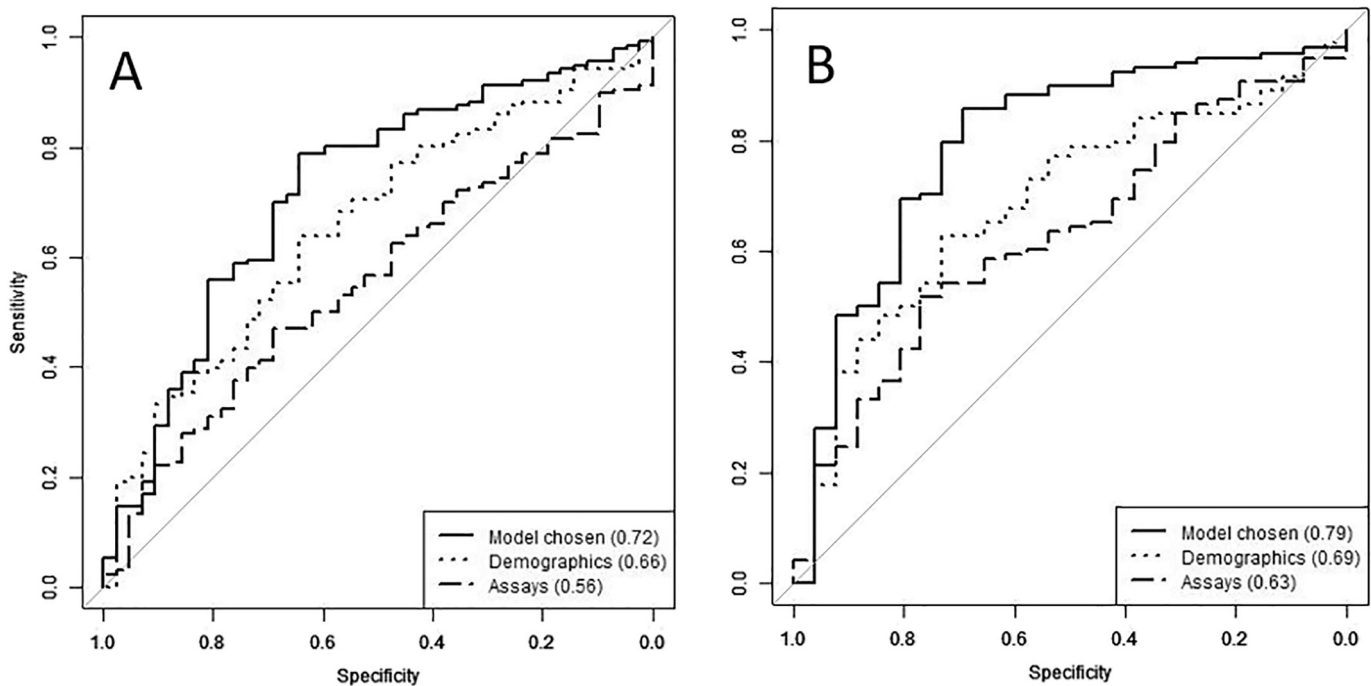 A
Sensitivity
1.0
0.8
0.6
0.4
0.2
0.0
Model chosen (0.72)
Demographics (0.66)
Assays (0.56)
1.0 0.8 0.6 0.4 0.2 0.0
Specificity
B
1.0
0.8
0.6
0.4
0.2
0.0
Model chosen (0.79)
Demographics (0.69)
Assays (0.63)
1.0 0.8 0.6 0.4 0.2 0.0
Specificity